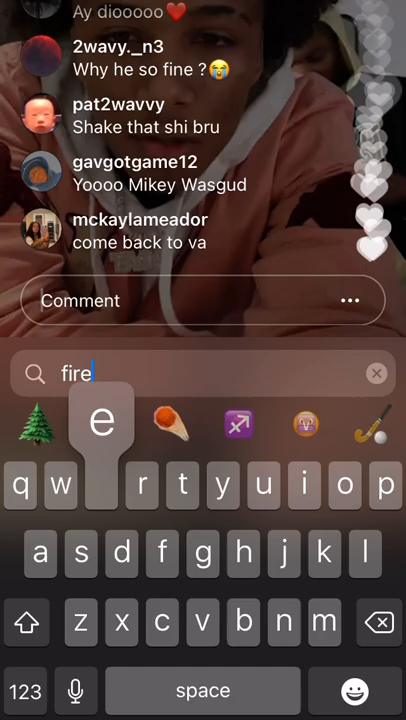 Ay diooooo❤️
2wavy._n3
Why he so fine ?😭
pat2wavvy
Shake that shi bru
gavgotgame12
Yoooo Mikey Wasgud
mckaylameador
come back to va
Comment
fire
e
q w r t y u i o p
a s d f g h j k l
z x c v b n m
123 space